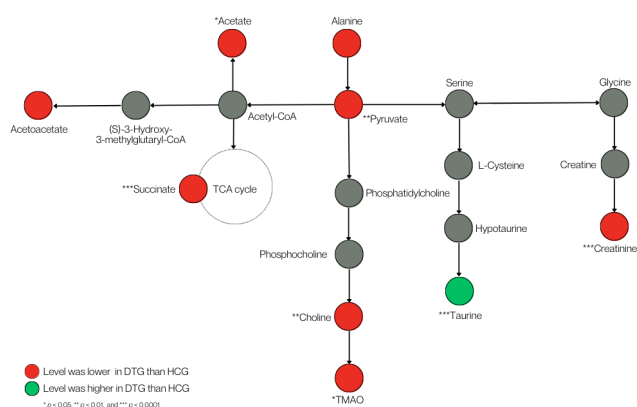 *Acetate
Alanine
Serine
Glycine
Acetoacetate
(S)-3-Hydroxy-
3-methylglutaryl-CoA
Acetyl-CoA
**Pyruvate
L-Cysteine
Creatine
***Succinate
TCA cycle
Phosphatidylcholine
Hypotaurine
***Creatinine
Phosphocholine
**Choline
***Taurine
*TMAO
Level was lower in DTG than HCG
Level was higher in DTG than HCG
* p < 0.05, ** p < 0.01, and *** p < 0.0001